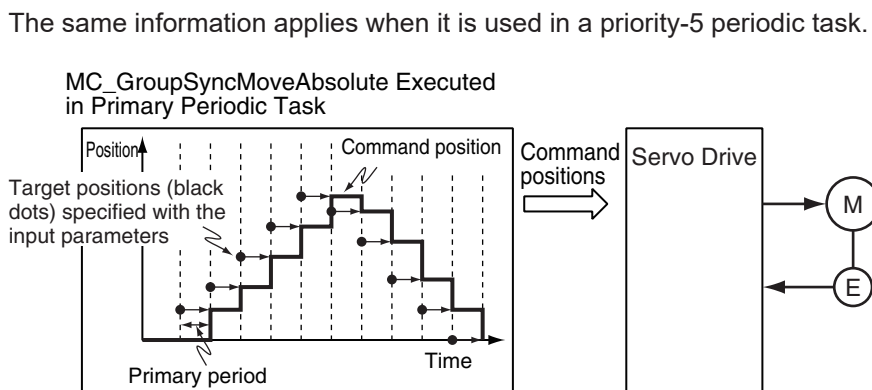 The same information applies when it is used in a priority-5 periodic task.
MC_GroupSyncMoveAbsolute Executed
in Primary Periodic Task
Position
Command position
Target positions (black
dots) specified with the
input parameters
Primary period
Time
Command
positions
Servo Drive
M
E